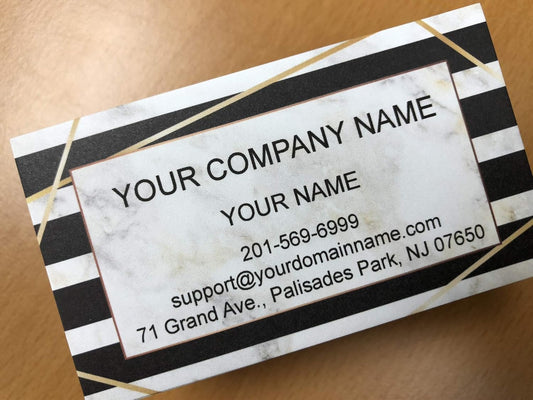 YOUR COMPANY NAME
YOUR NAME
201-569-6999
support@yourdomainname.com
71 Grand Ave., Palisades Park, NJ 07650